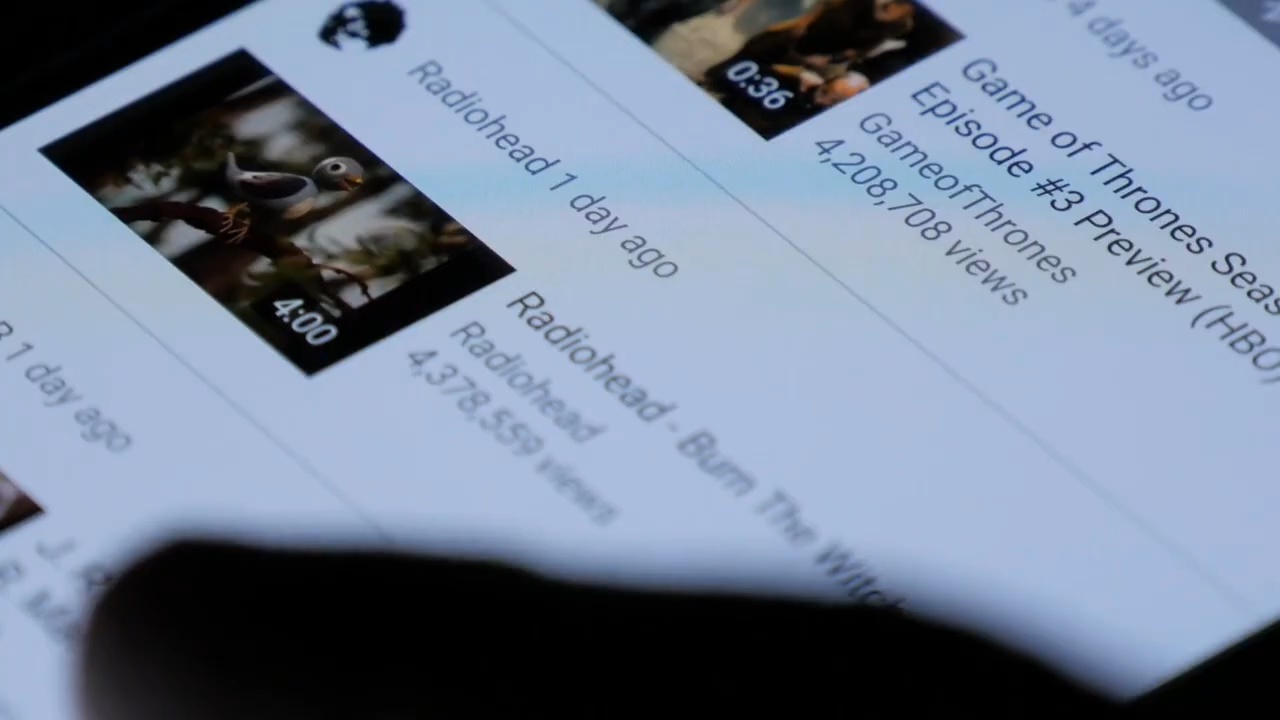 4 days ago
0:36
Game of Thrones Seas
Episode #3 Preview (HBO)
GameofThrones
4,208,708 views
Radiohead 1 day ago
4:00
Radiohead - Burn The Witch
Radiohead
4,378,559 views
1 day ago
J.